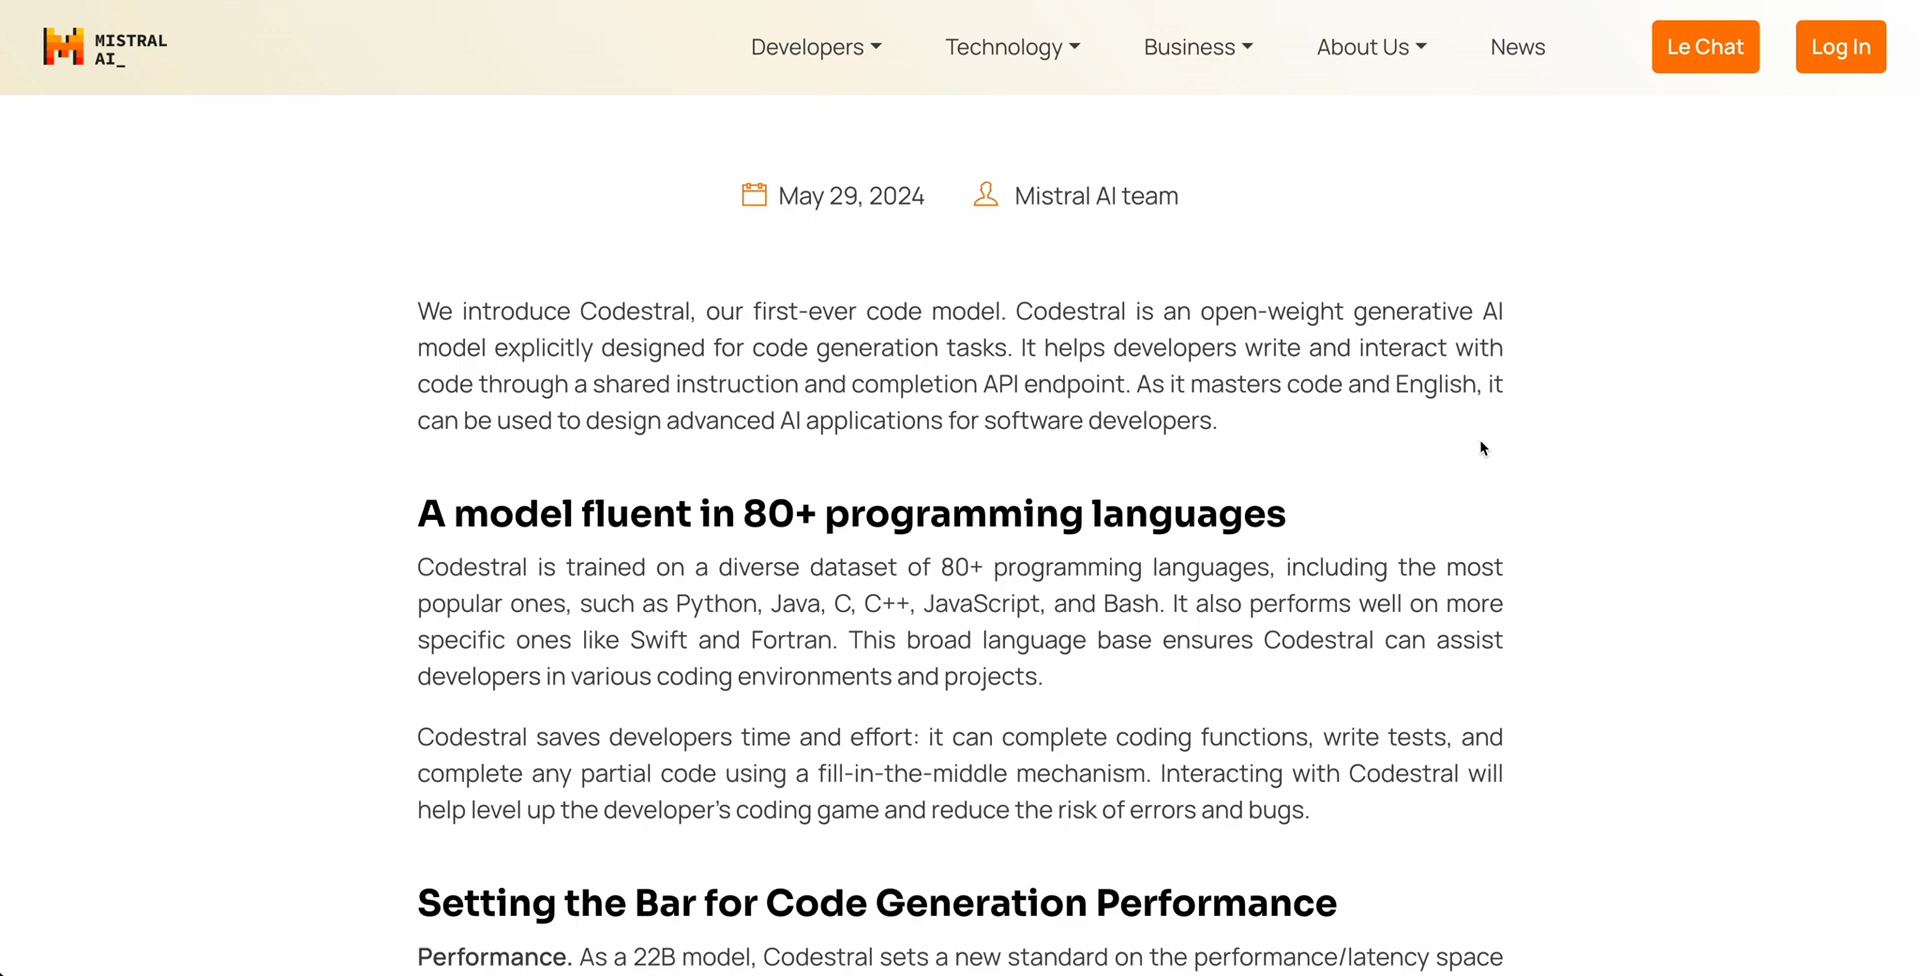 MISTRAL
AI_
Developers
Technology
Business
About Us
News
Le Chat
Log In
May 29, 2024
Mistral AI team
We introduce Codestral, our first-ever code model. Codestral is an open-weight generative AI
model explicitly designed for code generation tasks. It helps developers write and interact with
code through a shared instruction and completion API endpoint. As it masters code and English, it
can be used to design advanced AI applications for software developers.
A model fluent in 80+ programming languages
Codestral is trained on a diverse dataset of 80+ programming languages, including the most
popular ones, such as Python, Java, C, C++, JavaScript, and Bash. It also performs well on more
specific ones like Swift and Fortran. This broad language base ensures Codestral can assist
developers in various coding environments and projects.
Codestral saves developers time and effort: it can complete coding functions, write tests, and
complete any partial code using a fill-in-the-middle mechanism. Interacting with Codestral will
help level up the developer’s coding game and reduce the risk of errors and bugs.
Setting the Bar for Code Generation Performance
Performance. As a 22B model, Codestral sets a new standard on the performance/latency space